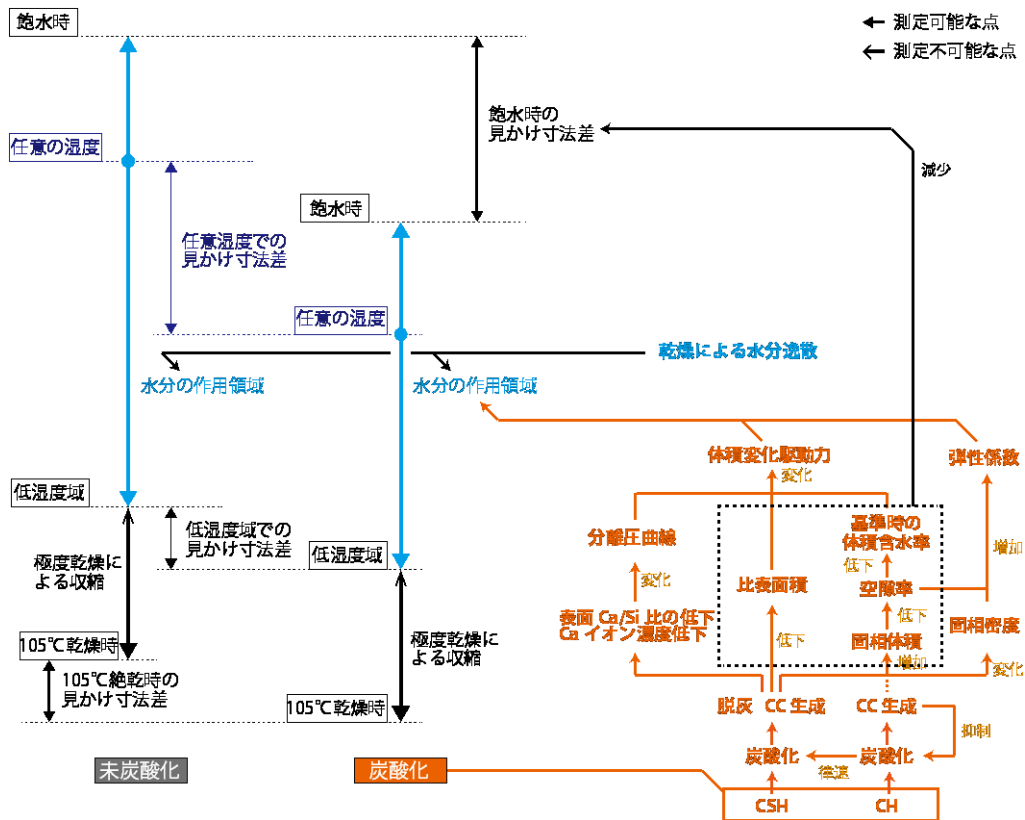 飽水時
測定可能な点
測定不可能な点
飽水時の
見かけ寸法差
任意の湿度
減少
飽水時
任意湿度での
見かけ寸法差
任意の湿度
乾燥による水分逸散
水分の作用領域
水分の作用領域
体積変化駆動力
弾性係数
変化
低湿度域
低湿度域での
見かけ寸法差
分離圧曲線
基準時の
体積含水率
低湿度域
増加
極度乾燥に
よる収縮
変化
比表面積
低下
空隙率
表面 Ca/Si 比の低下
Ca イオン濃度低下
低下
固相密度
105℃乾燥時
極度乾燥に
よる収縮
低下
固相体積
105℃絶乾時の
見かけ寸法差
増加
変化
105℃乾燥時
脱灰
CC 生成
CC 生成
抑制
未炭酸化
炭酸化
炭酸化
炭酸化
律速
CSH
CH